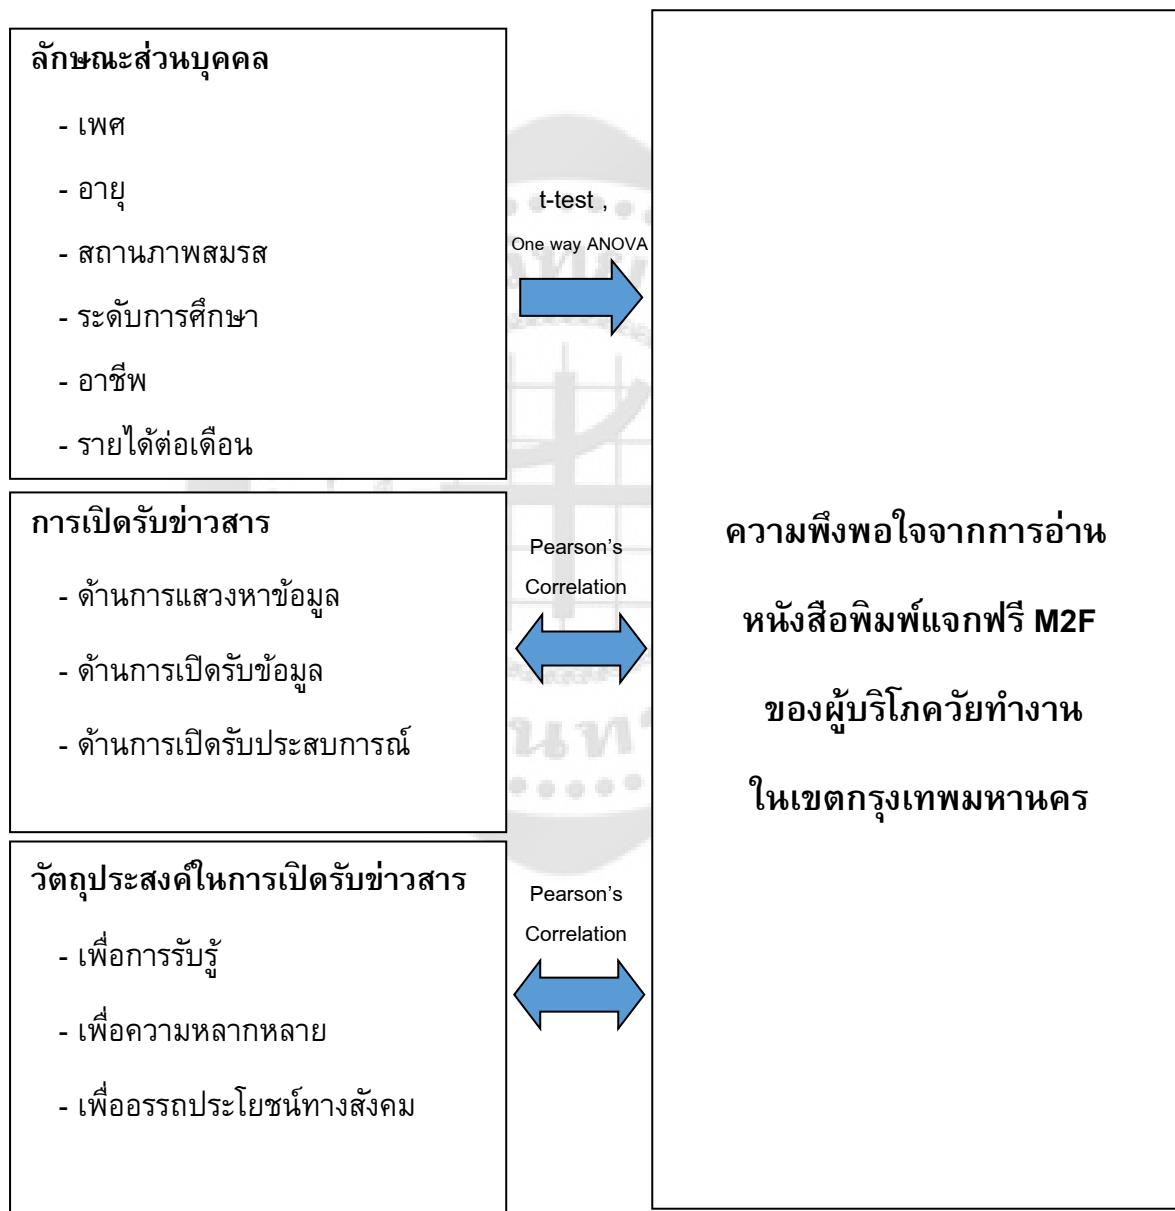 ลักษณะส่วนบุคคล
- เพศ
- อายุ
- สถานภาพสมรส
- ระดับการศึกษา
- อาชีพ
- รายได้ต่อเดือน
t-test ,
One way ANOVA
การเปิดรับข่าวสาร
- ด้านการแสวงหาข้อมูล
- ด้านการเปิดรับข้อมูล
- ด้านการเปิดรับประสบการณ์
Pearson's
Correlation
วัตถุประสงค์ในการเปิดรับข่าวสาร
- เพื่อการรับรู้
- เพื่อความหลากหลาย
- เพื่ออรรถประโยชน์ทางสังคม
Pearson's
Correlation
ความพึงพอใจจากการอ่าน
หนังสือพิมพ์แจกฟรี M2F
ของผู้บริโภควัยทำงาน
ในเขตกรุงเทพมหานคร